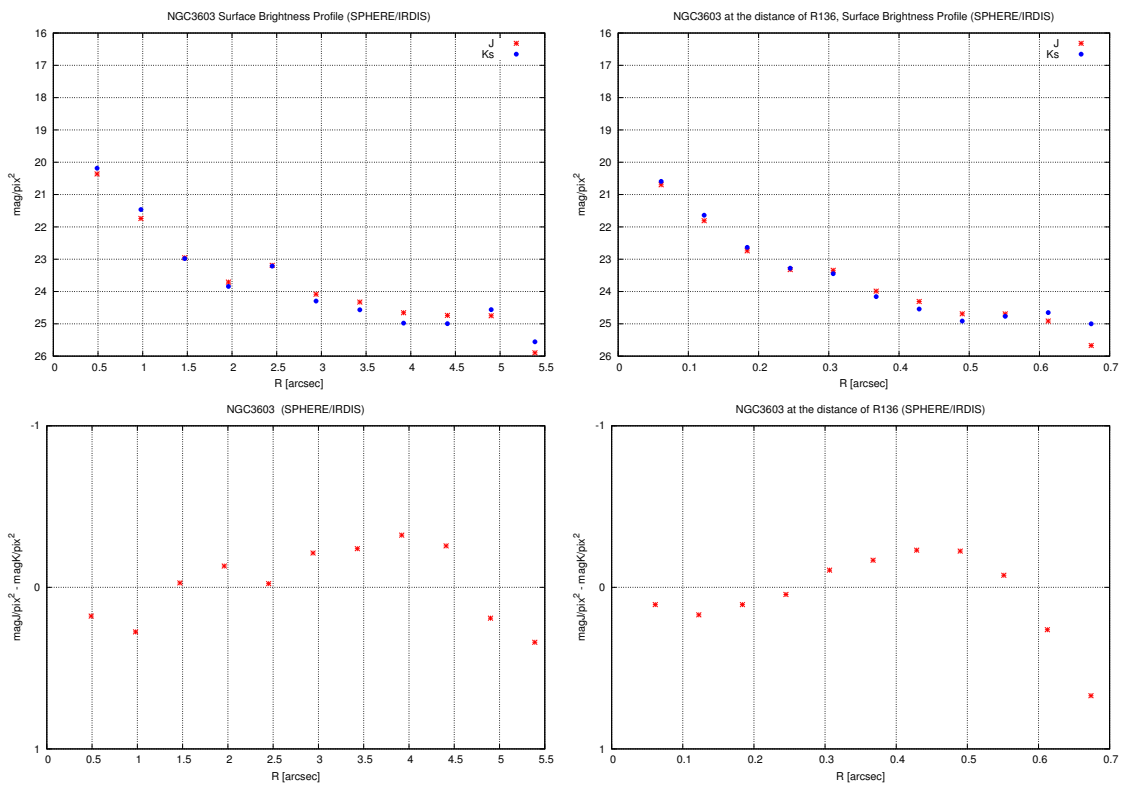 NGC3603 Surface Brightness Profile (SPHERE/IRDIS)
J
Ks
mag/pix²
16
17
18
19
20
21
22
23
24
25
26
0 0.5 1 1.5 2 2.5 3 3.5 4 4.5 5 5.5
R [arcsec]
NGC3603 at the distance of R136, Surface Brightness Profile (SPHERE/IRDIS)
J
Ks
mag/pix²
16
17
18
19
20
21
22
23
24
25
26
0 0.1 0.2 0.3 0.4 0.5 0.6 0.7
R [arcsec]
NGC3603 (SPHERE/IRDIS)
magJ/pix² - magK/pix²
-1
0
1
0 0.5 1 1.5 2 2.5 3 3.5 4 4.5 5 5.5
R [arcsec]
NGC3603 at the distance of R136 (SPHERE/IRDIS)
magJ/pix² - magK/pix²
-1
0
1
0 0.1 0.2 0.3 0.4 0.5 0.6 0.7
R [arcsec]